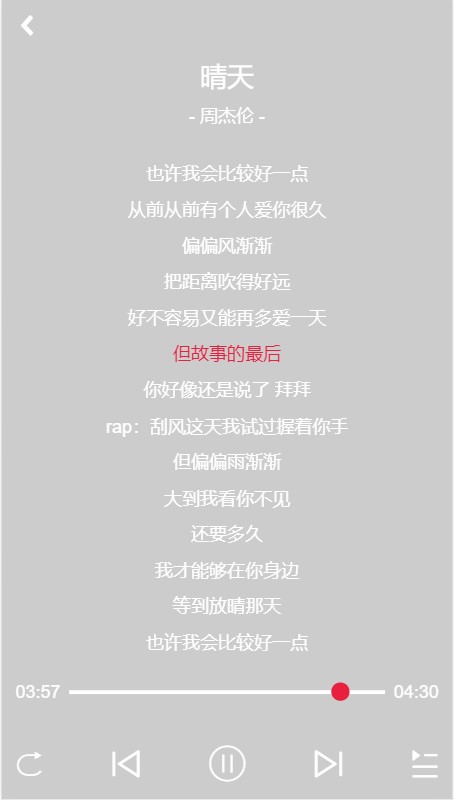 晴天
- 周杰伦 -
也许我会比较好一点
从前从前有个人爱你很久
偏偏风渐渐
把距离吹得好远
好不容易又能再多爱一天
但故事的最后
你好像还是说了 拜拜
rap：刮风这天我试过握着你手
但偏偏雨渐渐
大到我看你不见
还要多久
我才能够在你身边
等到放晴那天
也许我会比较好一点
03:57 04:30